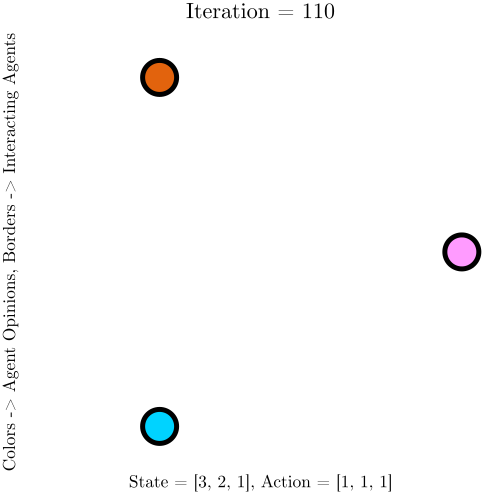 Iteration = 110
Colors -> Agent Opinions, Borders -> Interacting Agents
State = [3, 2, 1], Action = [1, 1, 1]